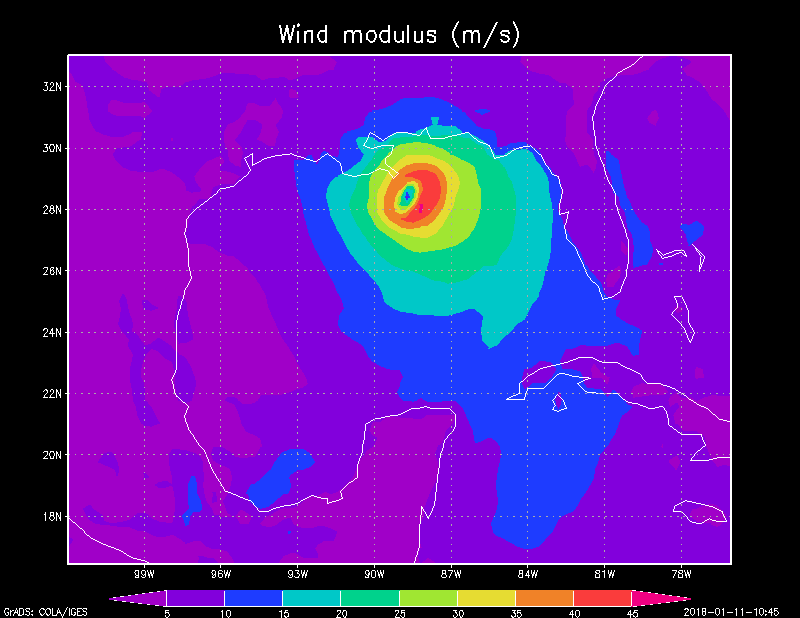 Wind modulus (m/s)
32N
30N
28N
26N
24N
22N
20N
18N
99W 96W 93W 90W 87W 84W 81W 78W
5 10 15 20 25 30 35 40 45
GrADS: COLA/IGES 2018-01-11-10:45